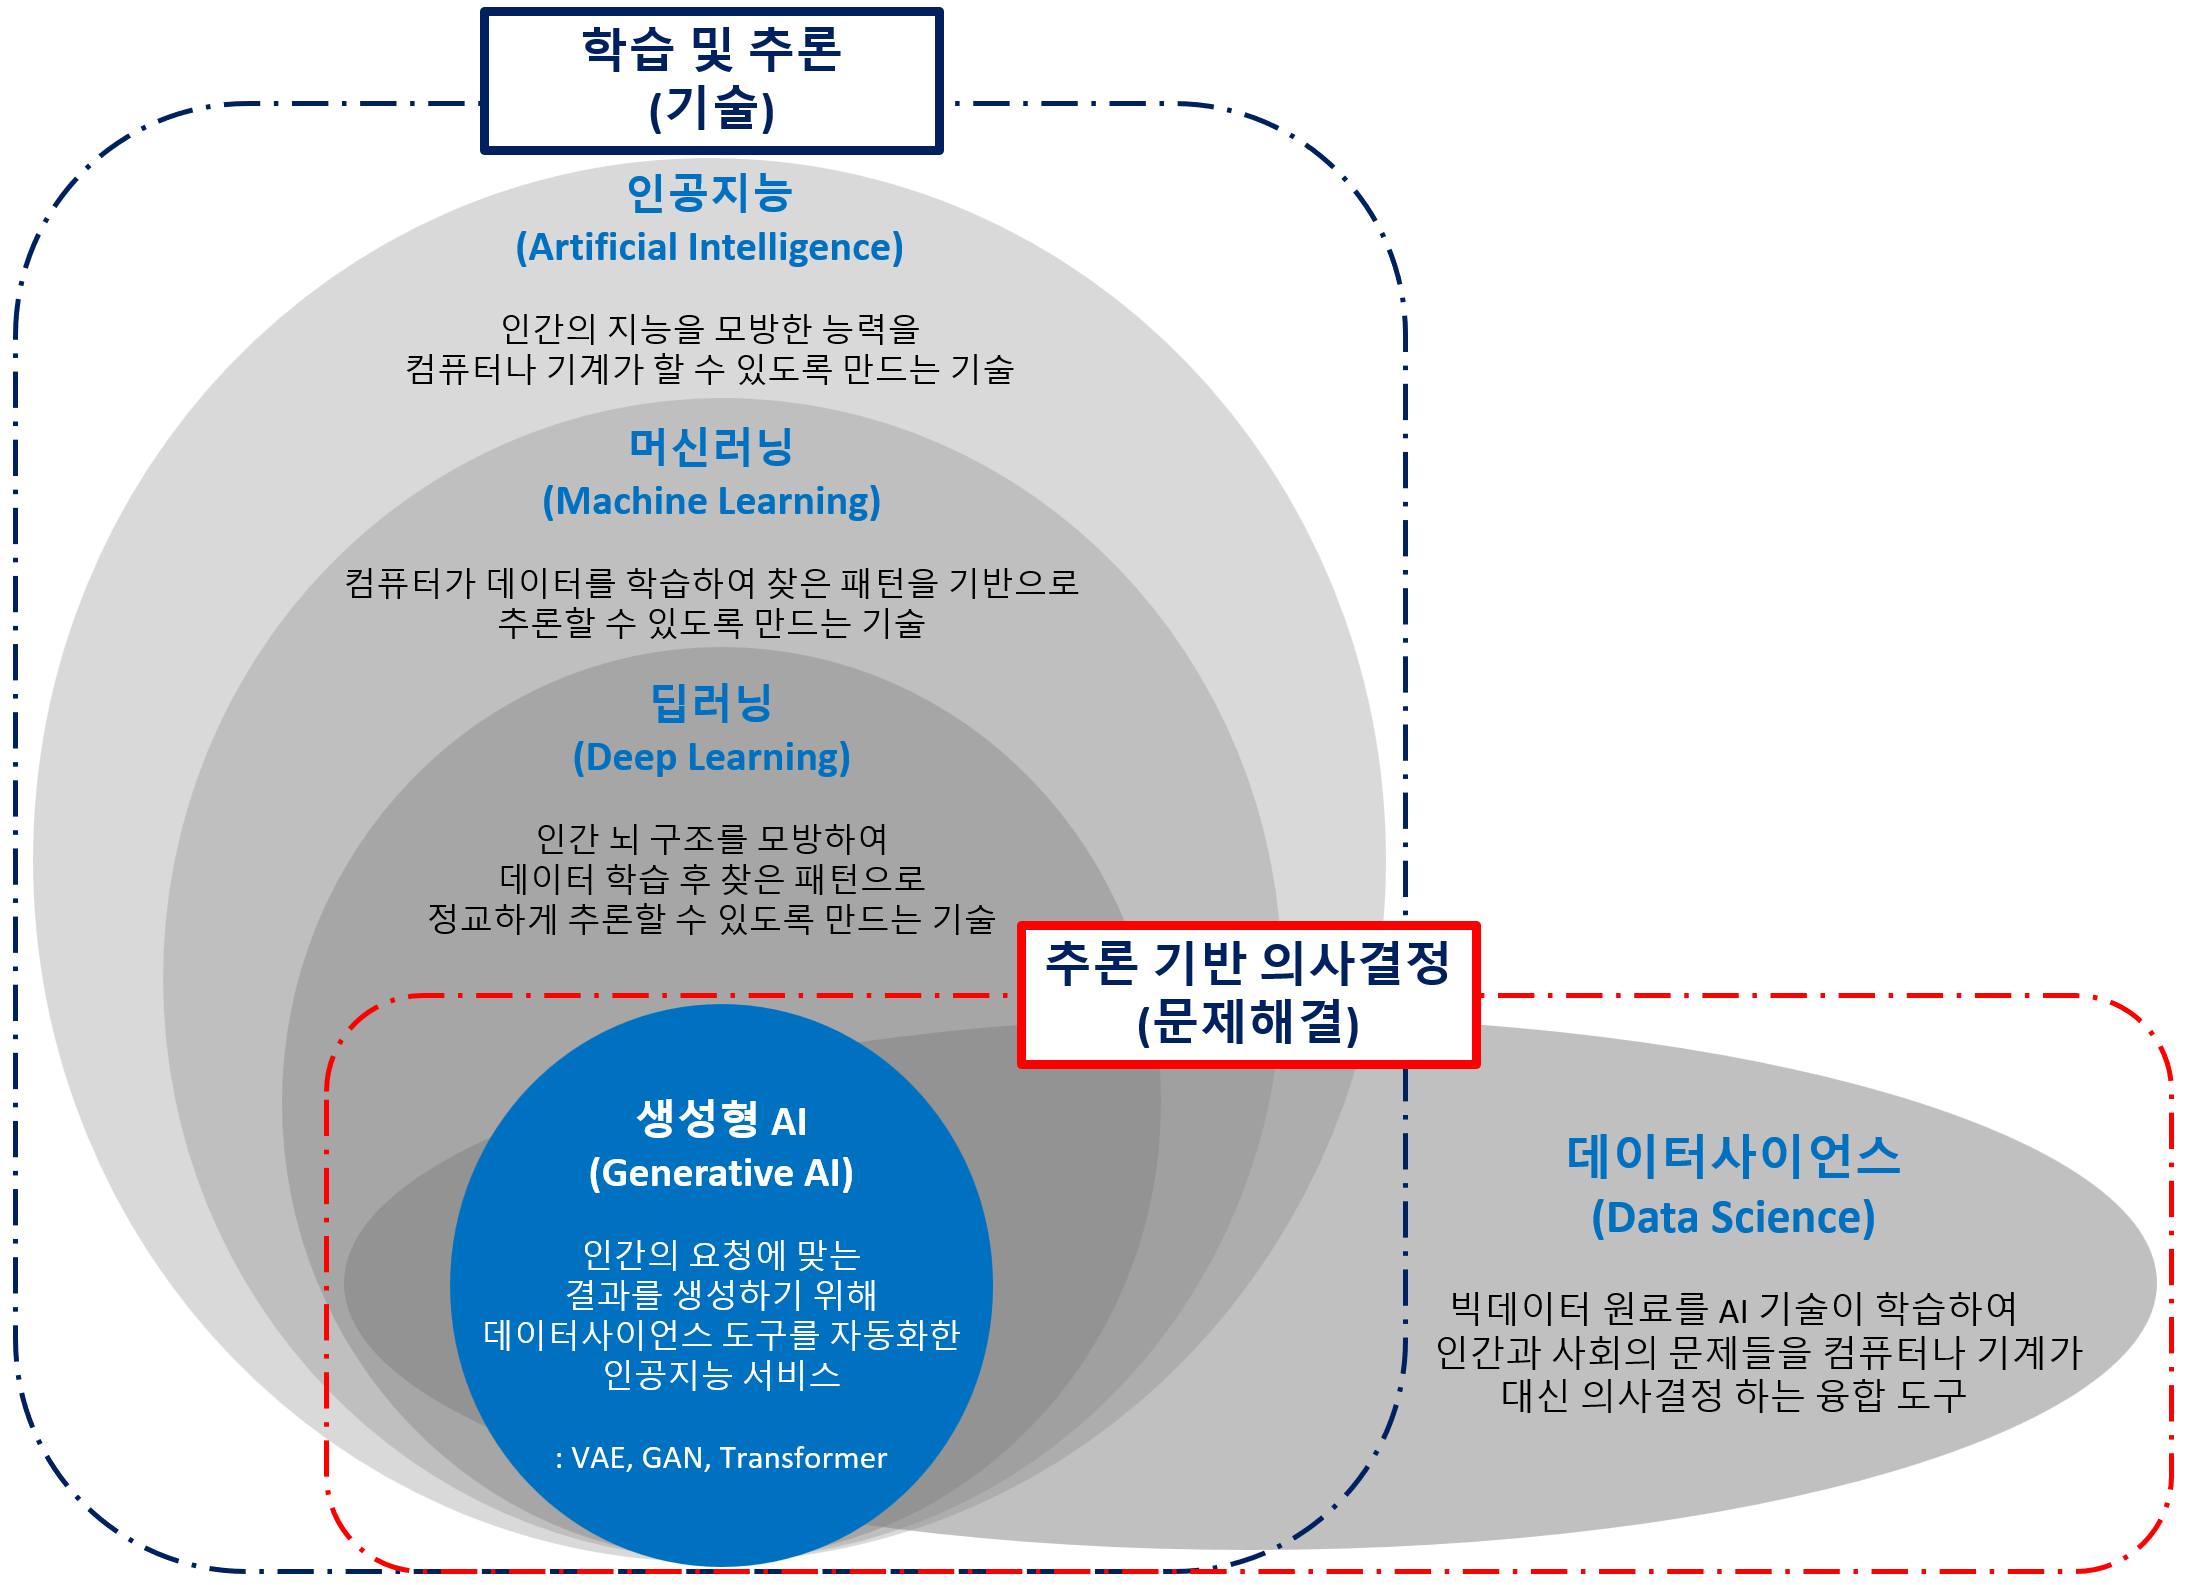 학습 및 추론
(기술)
인공지능
(Artificial Intelligence)
인간의 지능을 모방한 능력을
컴퓨터나 기계가 할 수 있도록 만드는 기술
머신러닝
(Machine Learning)
컴퓨터가 데이터를 학습하여 찾은 패턴을 기반으로
추론할 수 있도록 만드는 기술
딥러닝
(Deep Learning)
인간 뇌 구조를 모방하여
데이터 학습 후 찾은 패턴으로
정교하게 추론할 수 있도록 만드는 기술
추론 기반 의사결정
(문제해결)
생성형 AI
(Generative AI)
인간의 요청에 맞는
결과를 생성하기 위해
데이터사이언스 도구를 자동화한
인공지능 서비스
: VAE, GAN, Transformer
데이터사이언스
(Data Science)
빅데이터 원료를 AI 기술이 학습하여
인간과 사회의 문제들을 컴퓨터나 기계가
대신 의사결정 하는 융합 도구